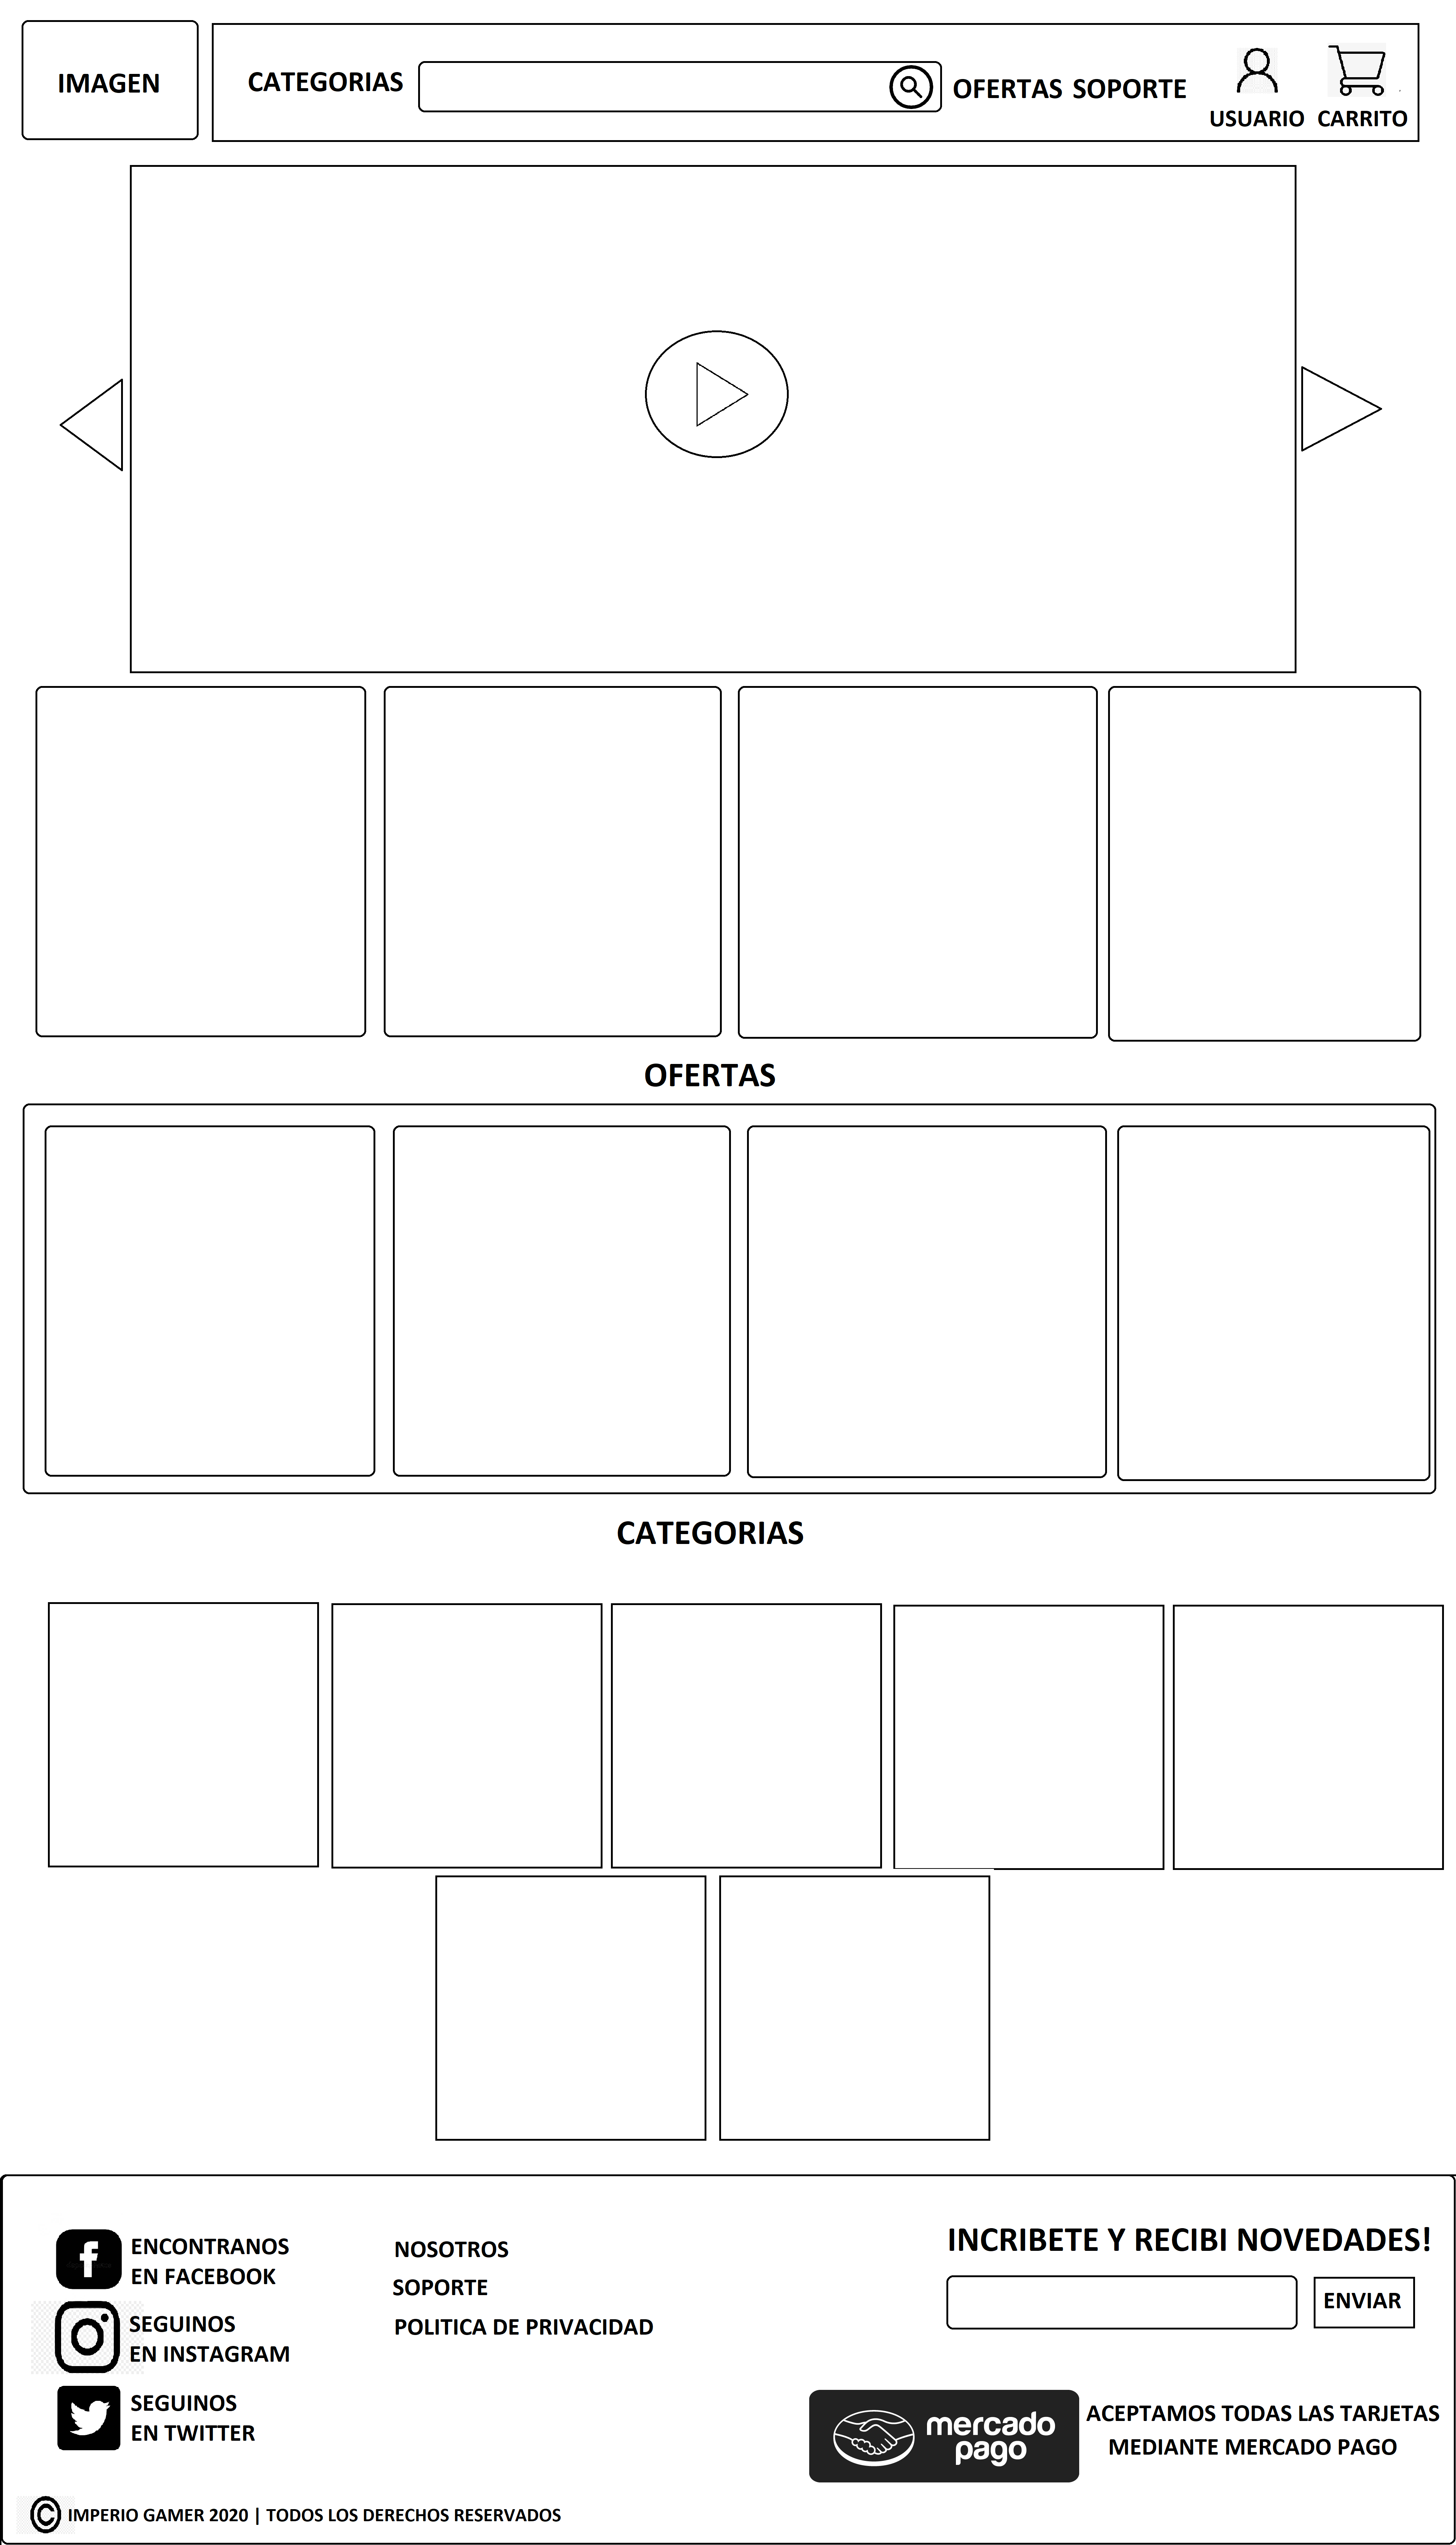 IMAGEN
CATEGORIAS
OFERTAS SOPORTE
USUARIO CARRITO
OFERTAS
CATEGORIAS
ENCONTRANOS
EN FACEBOOK
SEGUINOS
EN INSTAGRAM
SEGUINOS
EN TWITTER
NOSOTROS
SOPORTE
POLITICA DE PRIVACIDAD
INCRIBETE Y RECIBI NOVEDADES!
ENVIAR
mercado
pago
ACEPTAMOS TODAS LAS TARJETAS
MEDIANTE MERCADO PAGO
© IMPERIO GAMER 2020 | TODOS LOS DERECHOS RESERVADOS